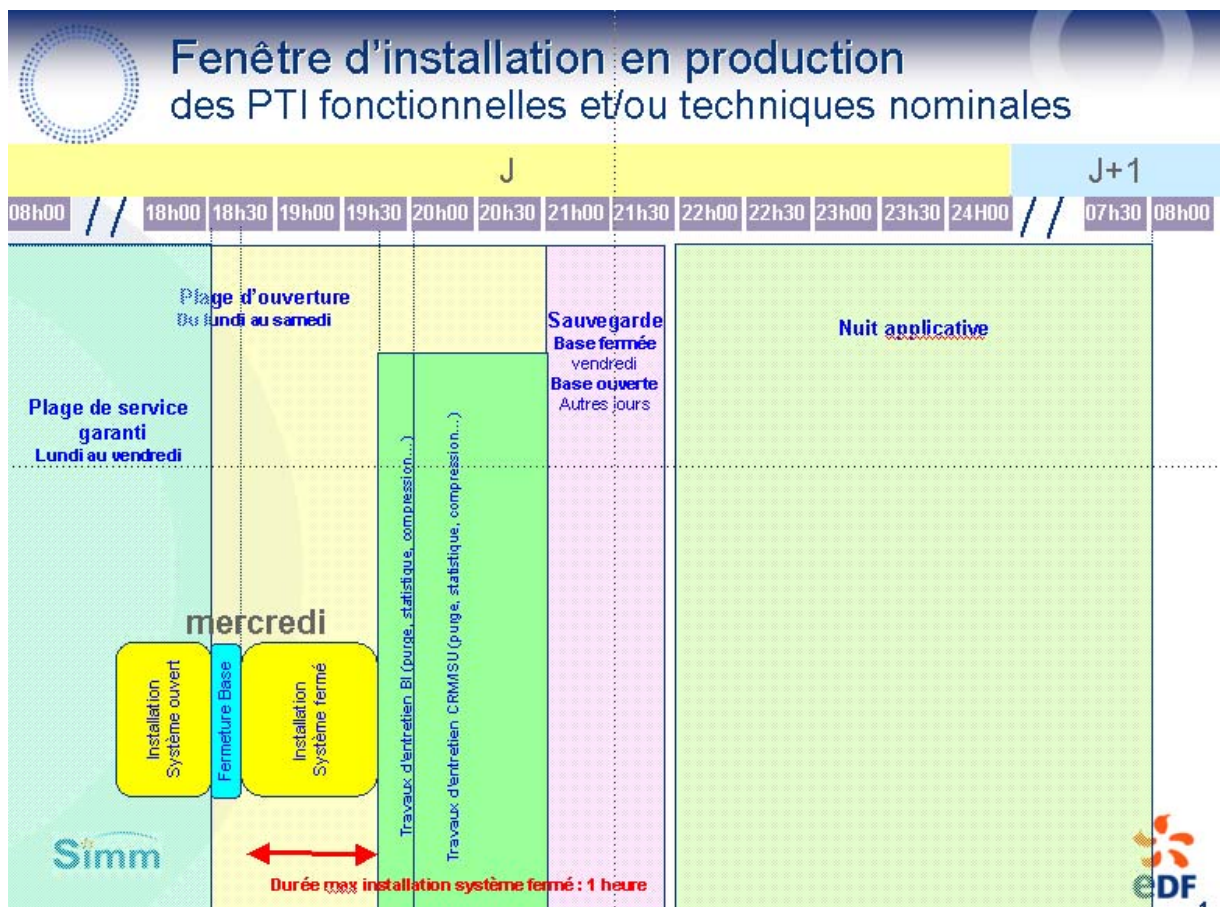 Fenêtre d'installation en production
des PTI fonctionnelles et/ou techniques nominales
J
J+1
08h00 // 18h00 18h30 19h00 19h30 20h00 20h30 21h00 21h30 22h00 22h30 23h00 23h30 24H00 // 07h30 08h00
Plage d'ouverture
Du lundi au samedi
Sauvegarde
Base fermée
vendredi
Base ouverte
Autres jours
Nuit applicative
Plage de service
garanti
Lundi au vendredi
Travaux d'entretien BI (purge, statistique, compression...)
Travaux d'entretien CRM/ISU (purge, statistique, compression...)
mercredi
Installation
Système ouvert
Fermeture Base
Installation
Système fermé
Simm
Durée max installation système fermé : 1 heure
eDF
1